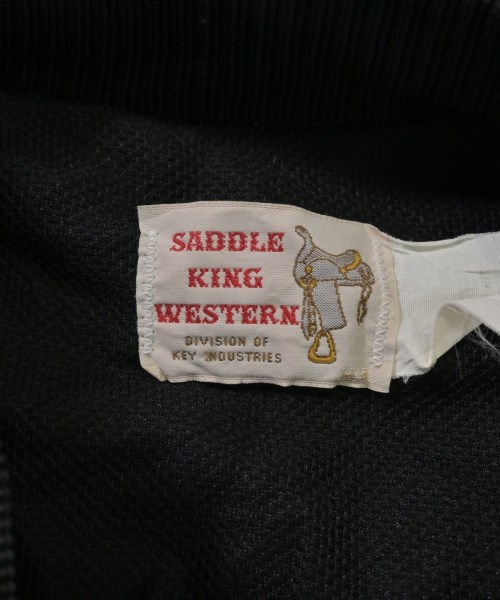 SADDLE
KING
WESTERN
DIVISION OF
KEY INDUSTRIES